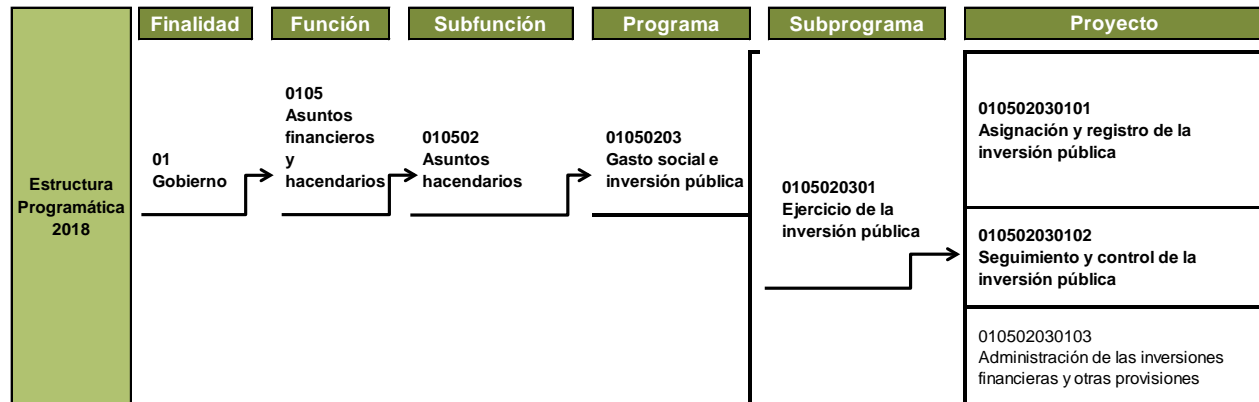 Finalidad
Función
Subfunción
Programa
Subprograma
Proyecto
Estructura
Programática
2018
01
Gobierno
0105
Asuntos
financieros
y
hacendarios
010502
Asuntos
hacendarios
01050203
Gasto social e
inversión pública
0105020301
Ejercicio de la
inversión pública
010502030101
Asignación y registro de la
inversión pública
010502030102
Seguimiento y control de la
inversión pública
010502030103
Administración de las inversiones
financieras y otras provisiones